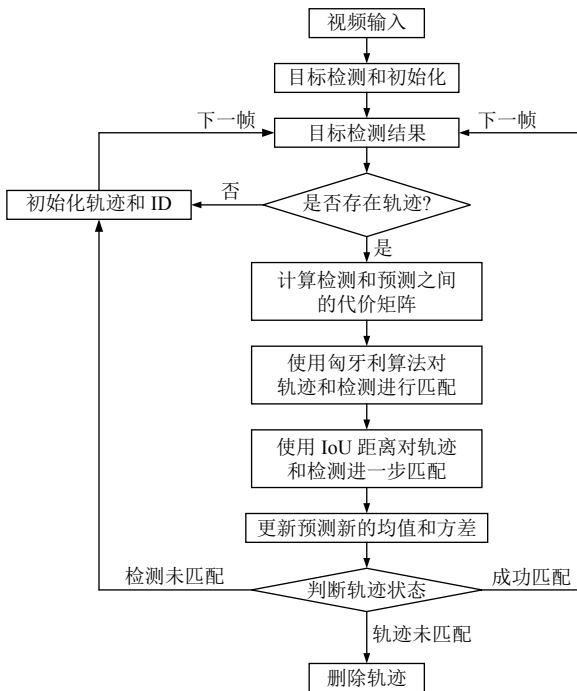 视频输入
目标检测和初始化
下一帧
目标检测结果
下一帧
初始化轨迹和 ID
否
是否存在轨迹?
是
计算检测和预测之间
的代价矩阵
使用匈牙利算法对
轨迹和检测进行匹配
使用 IoU 距离对轨迹
和检测进一步匹配
更新预测新的均值和方差
检测未匹配
判断轨迹状态
成功匹配
轨迹未匹配
删除轨迹